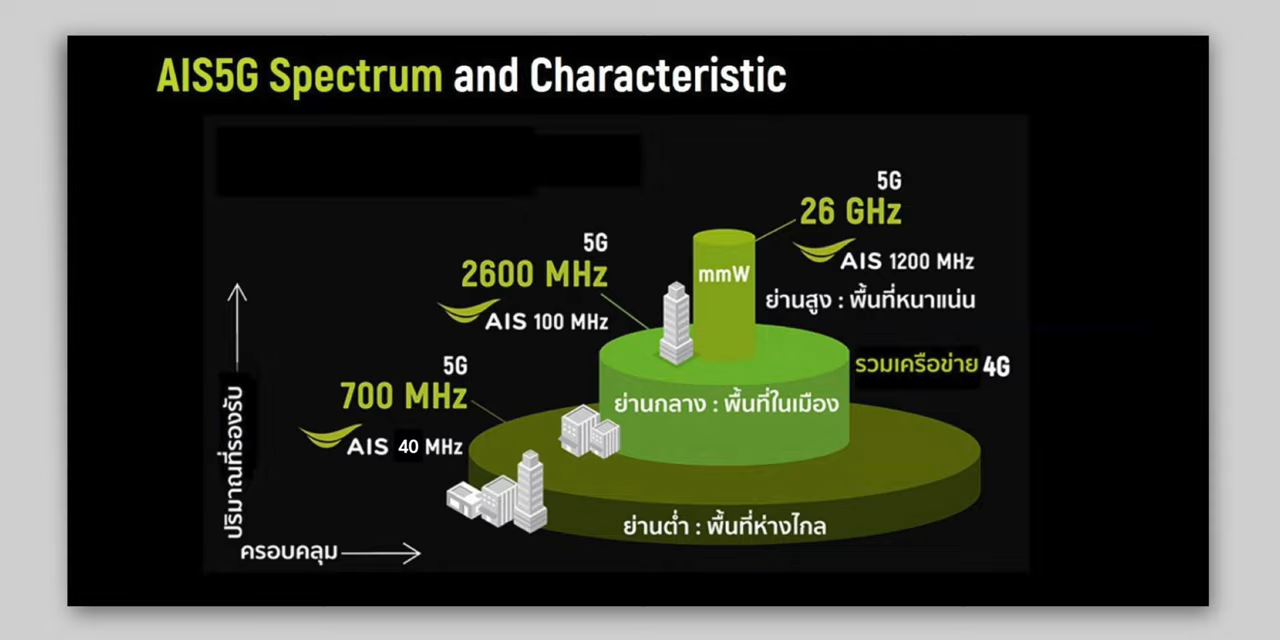 AIS5G Spectrum and Characteristic
5G
26 GHz
AIS 1200 MHz
ย่านสูง : พื้นที่หนาแน่น
mmW
5G
2600 MHz
AIS 100 MHz
รวมเครือข่าย 4G
5G
700 MHz
AIS 40 MHz
ย่านกลาง : พื้นที่ในเมือง
ย่านต่ำ : พื้นที่ห่างไกล
ปริมาณที่รองรับ
ครอบคลุม